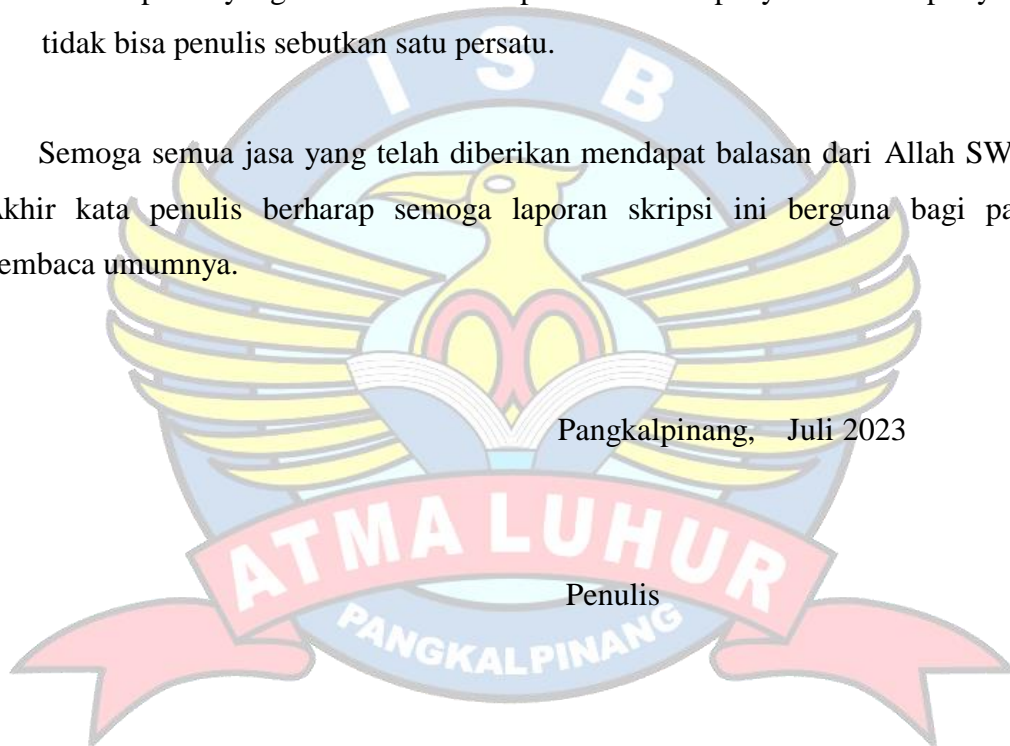 tidak bisa penulis sebutkan satu persatu.
Semoga semua jasa yang telah diberikan mendapat balasan dari Allah SW
khir kata penulis berharap semoga laporan skripsi ini berguna bagi pa
embaca umumnya.
Pangkalpinang, Juli 2023
Penulis
I S B
ATMA LUHUR
PANGKALPINANG